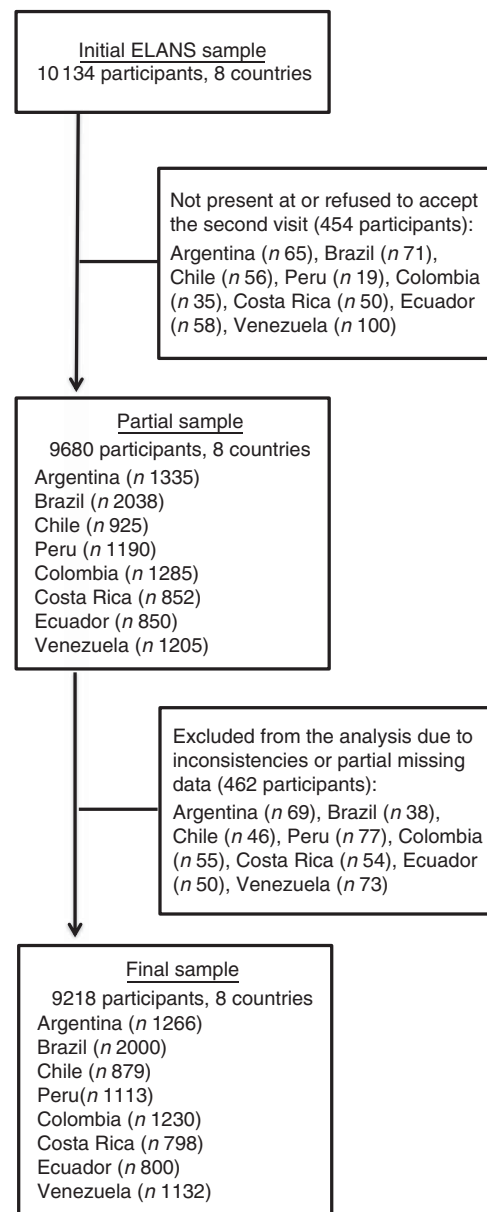 Initial ELANS sample
10 134 participants, 8 countries
Not present at or refused to accept
the second visit (454 participants):
Argentina (n 65), Brazil (n 71),
Chile (n 56), Peru (n 19), Colombia
(n 35), Costa Rica (n 50), Ecuador
(n 58), Venezuela (n 100)
Partial sample
9680 participants, 8 countries
Argentina (n 1335)
Brazil (n 2038)
Chile (n 925)
Peru (n 1190)
Colombia (n 1285)
Costa Rica (n 852)
Ecuador (n 850)
Venezuela (n 1205)
Excluded from the analysis due to
inconsistencies or partial missing
data (462 participants):
Argentina (n 69), Brazil (n 38),
Chile (n 46), Peru (n 77), Colombia
(n 55), Costa Rica (n 54), Ecuador
(n 50), Venezuela (n 73)
Final sample
9218 participants, 8 countries
Argentina (n 1266)
Brazil (n 2000)
Chile (n 879)
Peru(n 1113)
Colombia (n 1230)
Costa Rica (n 798)
Ecuador (n 800)
Venezuela (n 1132)